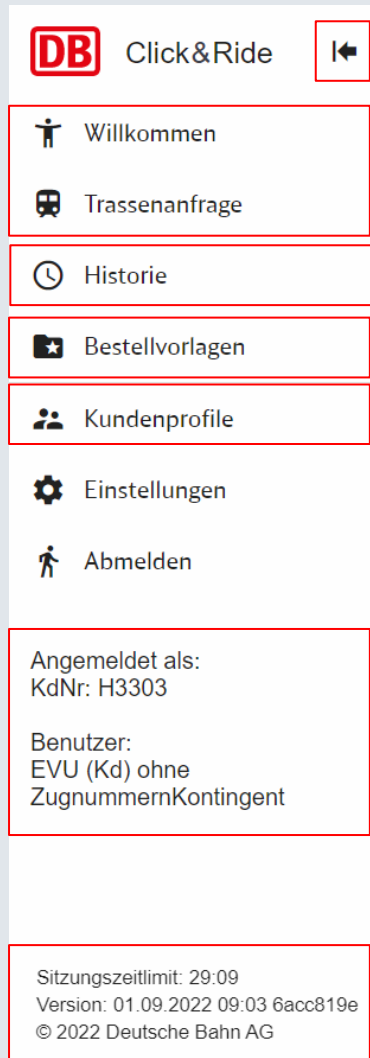 DB Click&Ride
Willkommen
Trassenanfrage
Historie
Bestellvorlagen
Kundenprofile
Einstellungen
Abmelden
Angemeldet als:
KdNr: H3303
Benutzer:
EVU (Kd) ohne
ZugnummernKontingent
Sitzungszeitlimit: 29:09
Version: 01.09.2022 09:03 6acc819e
© 2022 Deutsche Bahn AG